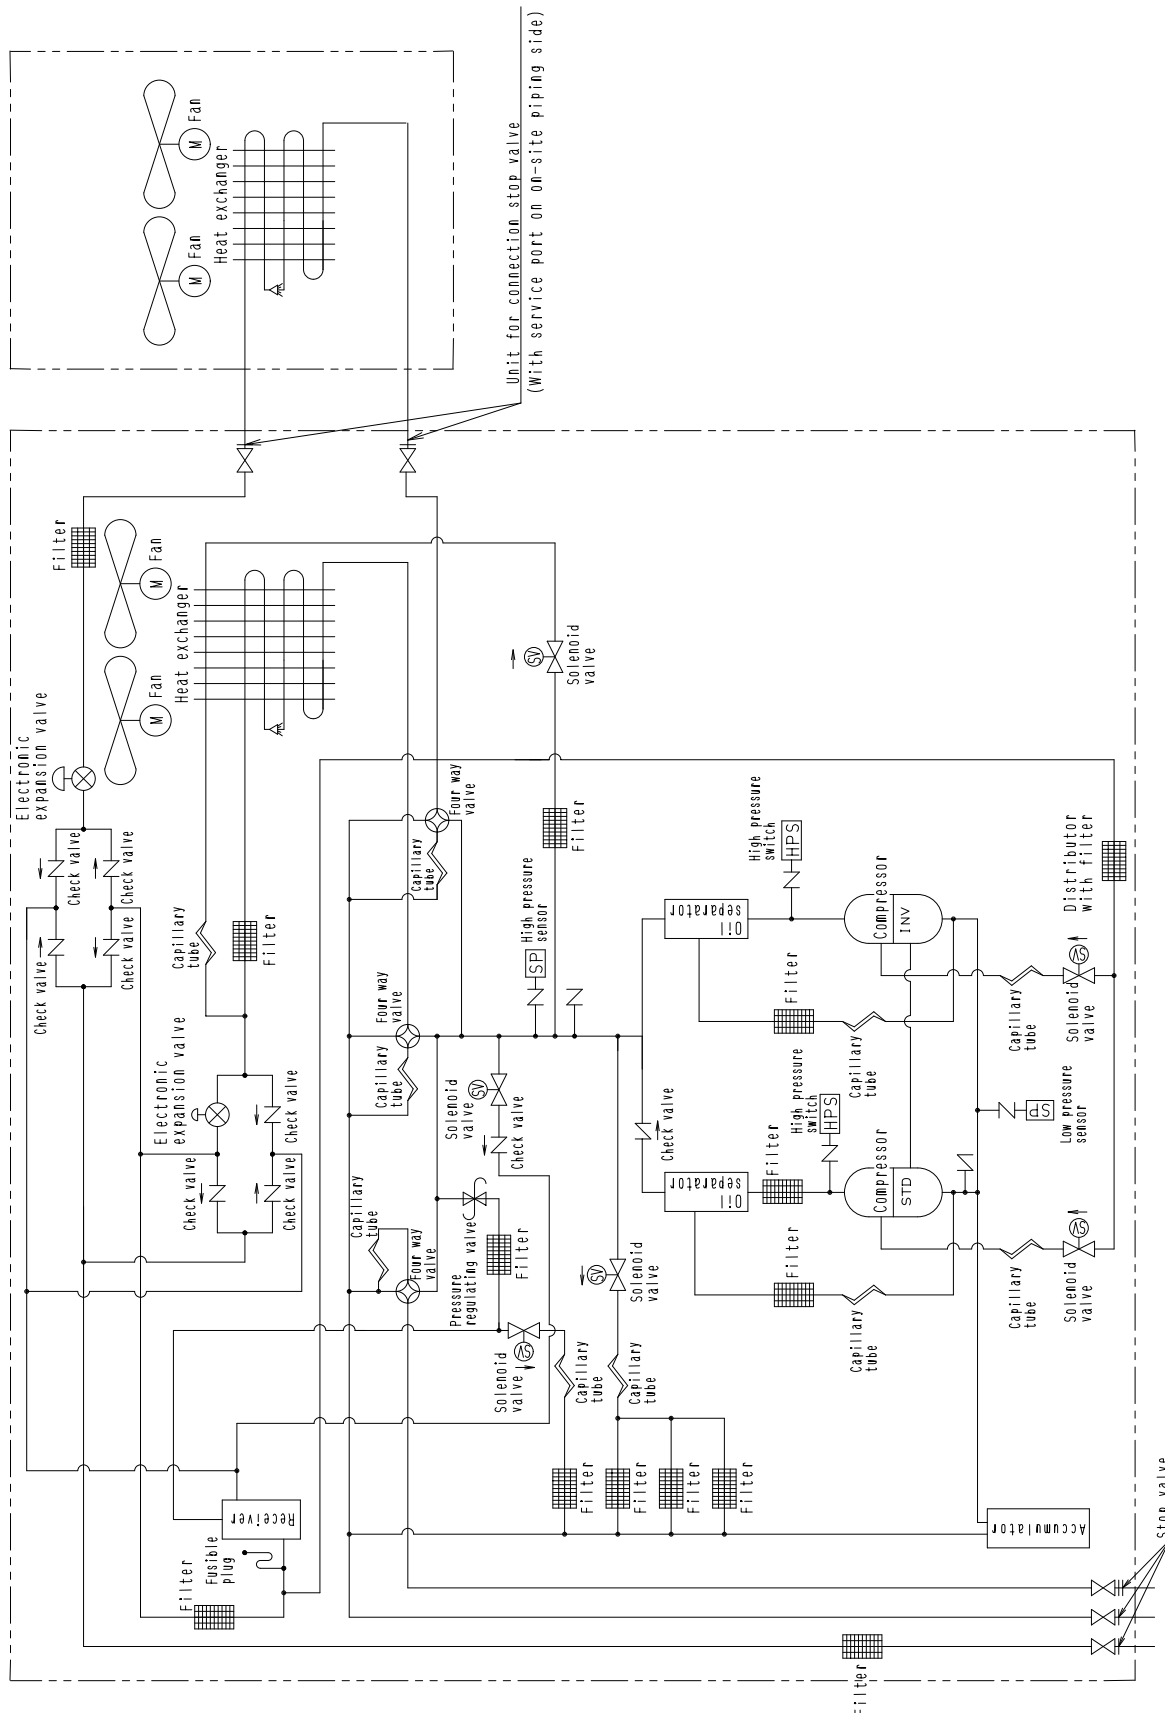 Fan
M
Fan
M
Heat exchanger
Unit for connection stop valve
(With service port on on-site piping side)
Filter
Fan
M
Fan
M
Heat exchanger
Electronic
expansion valve
Check valve
Check valve
Check valve
Check valve
Capillary
tube
Filter
SV
Solenoid
valve
Four way
valve
Capillary
tube
Filter
High pressure
sensor
SP
Four way
valve
Capillary
tube
High pressure
switch
HPS
Oil
separator
Compressor
INV
Distributor
with filter
Filter
Capillary
tube
Capillary
tube
SV
Solenoid
valve
Electronic
expansion valve
Check valve
Check valve
Check valve
SV
Solenoid
valve
Check valve
Check valve
High pressure
switch
HPS
Oil
separator
Filter
Compressor
STD
SP
Low pressure
sensor
Capillary
tube
Four way
valve
Pressure
regulating valve
Filter
SV
Solenoid
valve
Filter
Capillary
tube
Capillary
tube
SV
Solenoid
valve
SV
Solenoid
valve
Capillary
tube
Capillary
tube
Filter
Filter
Filter
Filter
Receiver
Fusible
plug
Filter
Accumulator
Stop valve
Filter